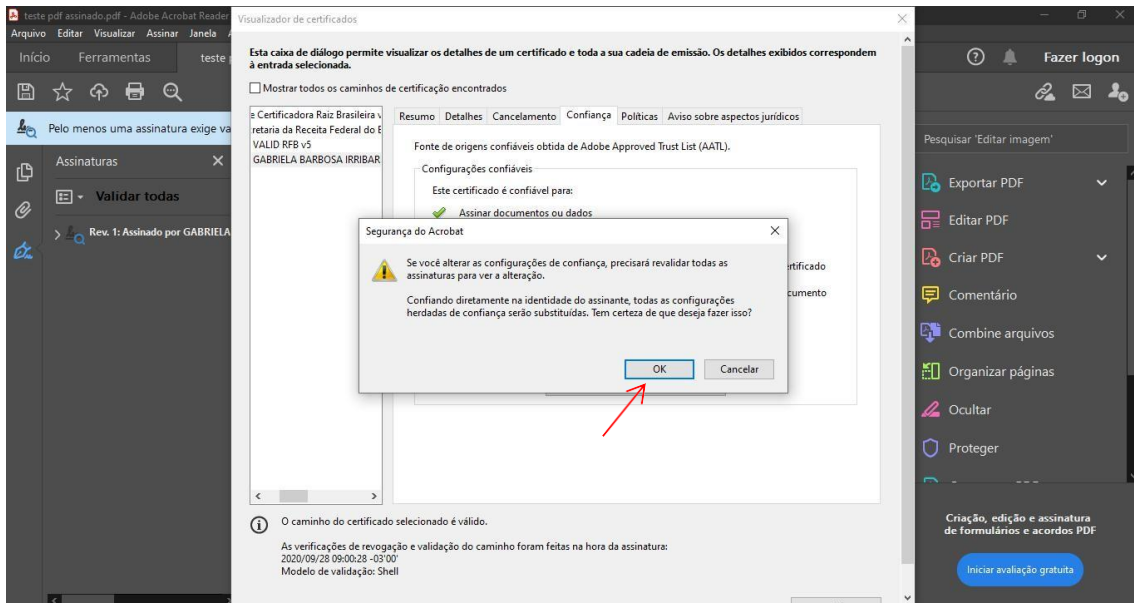 teste pdf assinado.pdf - Adobe Acrobat Reader
Arquivo Editar Visualizar Assinar Janela
Início Ferramentas teste
Pelo menos uma assinatura exige va
Assinaturas
Validar todas
Rev. 1: Assinado por GABRIELA
Visualizador de certificados
Esta caixa de diálogo permite visualizar os detalhes de um certificado e toda a sua cadeia de emissão. Os detalhes exibidos correspondem
à entrada selecionada.
Mostrar todos os caminhos de certificação encontrados
e Certificadora Raiz Brasileira v
retaria da Receita Federal do B
VALID RFB v5
GABRIELA BARBOSA IRRIBAR
Resumo Detalhes Cancelamento Confiança Políticas Aviso sobre aspectos jurídicos
Fonte de origens confiáveis obtida de Adobe Approved Trust List (AATL).
Configurações confiáveis
Este certificado é confiável para:
Assinar documentos ou dados
ertificado
cumento
Segurança do Acrobat
Se você alterar as configurações de confiança, precisará revalidar todas as
assinaturas para ver a alteração.
Confiando diretamente na identidade do assinante, todas as configurações
herdadas de confiança serão substituídas. Tem certeza de que deseja fazer isso?
OK Cancelar
O caminho do certificado selecionado é válido.
As verificações de revogação e validação do caminho foram feitas na hora da assinatura:
2020/09/28 09:00:28 -03'00'
Modelo de validação: Shell
Fazer logon
Pesquisar 'Editar imagem'
Exportar PDF
Editar PDF
Criar PDF
Comentário
Combine arquivos
Organizar páginas
Ocultar
Proteger
Criação, edição e assinatura
de formulários e acordos PDF
Iniciar avaliação gratuita